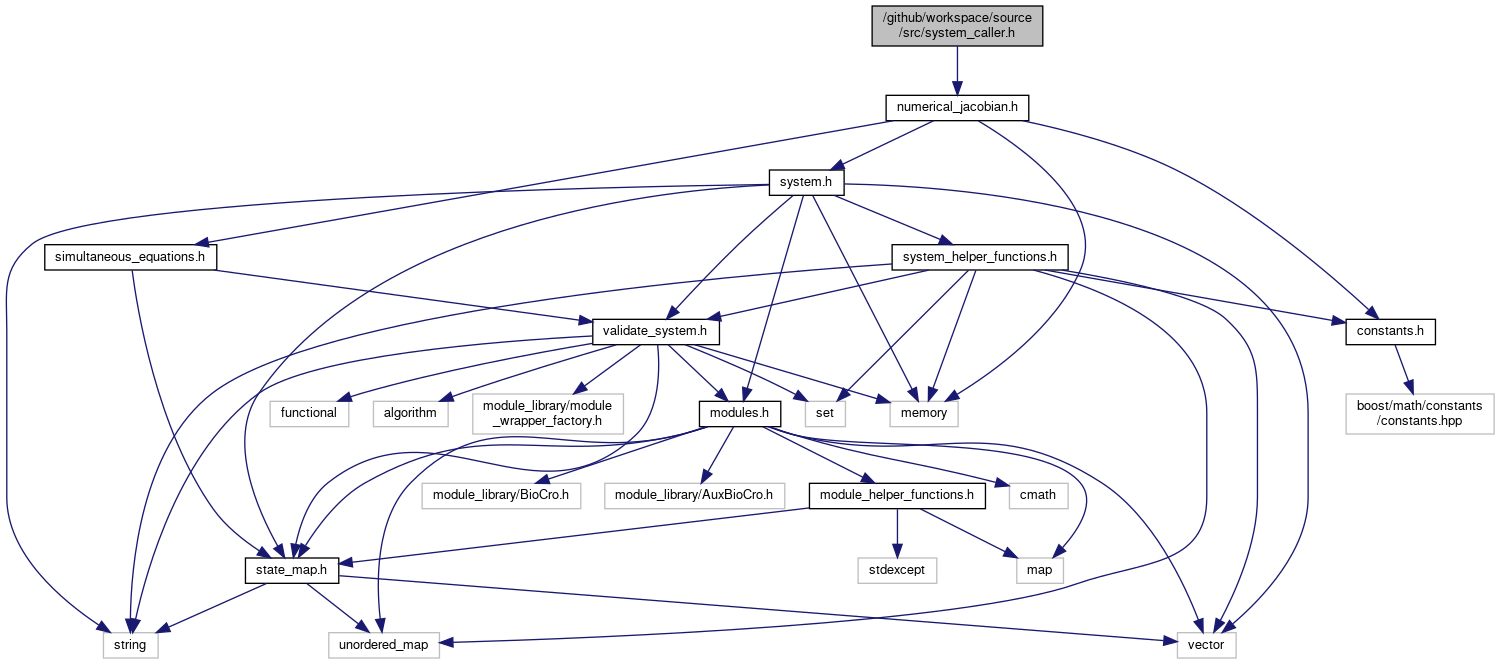 /github/workspace/source
/src/system_caller.h
numerical_jacobian.h
system.h
simultaneous_equations.h
system_helper_functions.h
validate_system.h
constants.h
functional
algorithm
module_library/module
_wrapper_factory.h
modules.h
set
memory
boost/math/constants
/constants.hpp
module_library/BioCro.h
module_library/AuxBioCro.h
module_helper_functions.h
cmath
state_map.h
stdexcept
map
string
unordered_map
vector